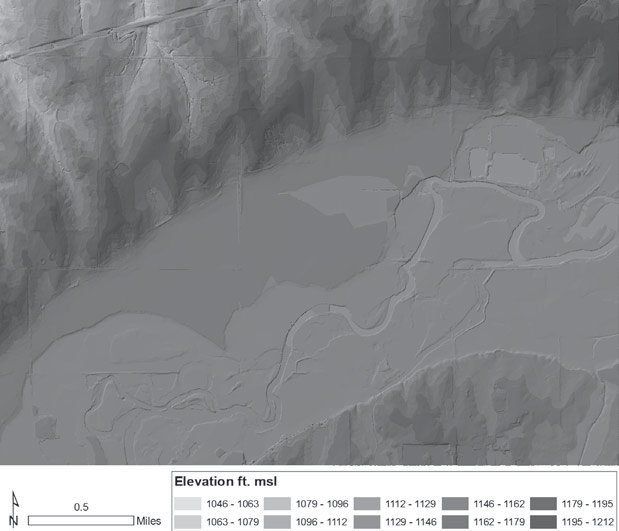 N
0.5
Miles
Elevation ft. msl
1046 - 1063 1079 - 1096 1112 - 1129 1146 - 1162 1179 - 1195
1063 - 1079 1096 - 1112 1129 - 1146 1162 - 1179 1195 - 1212